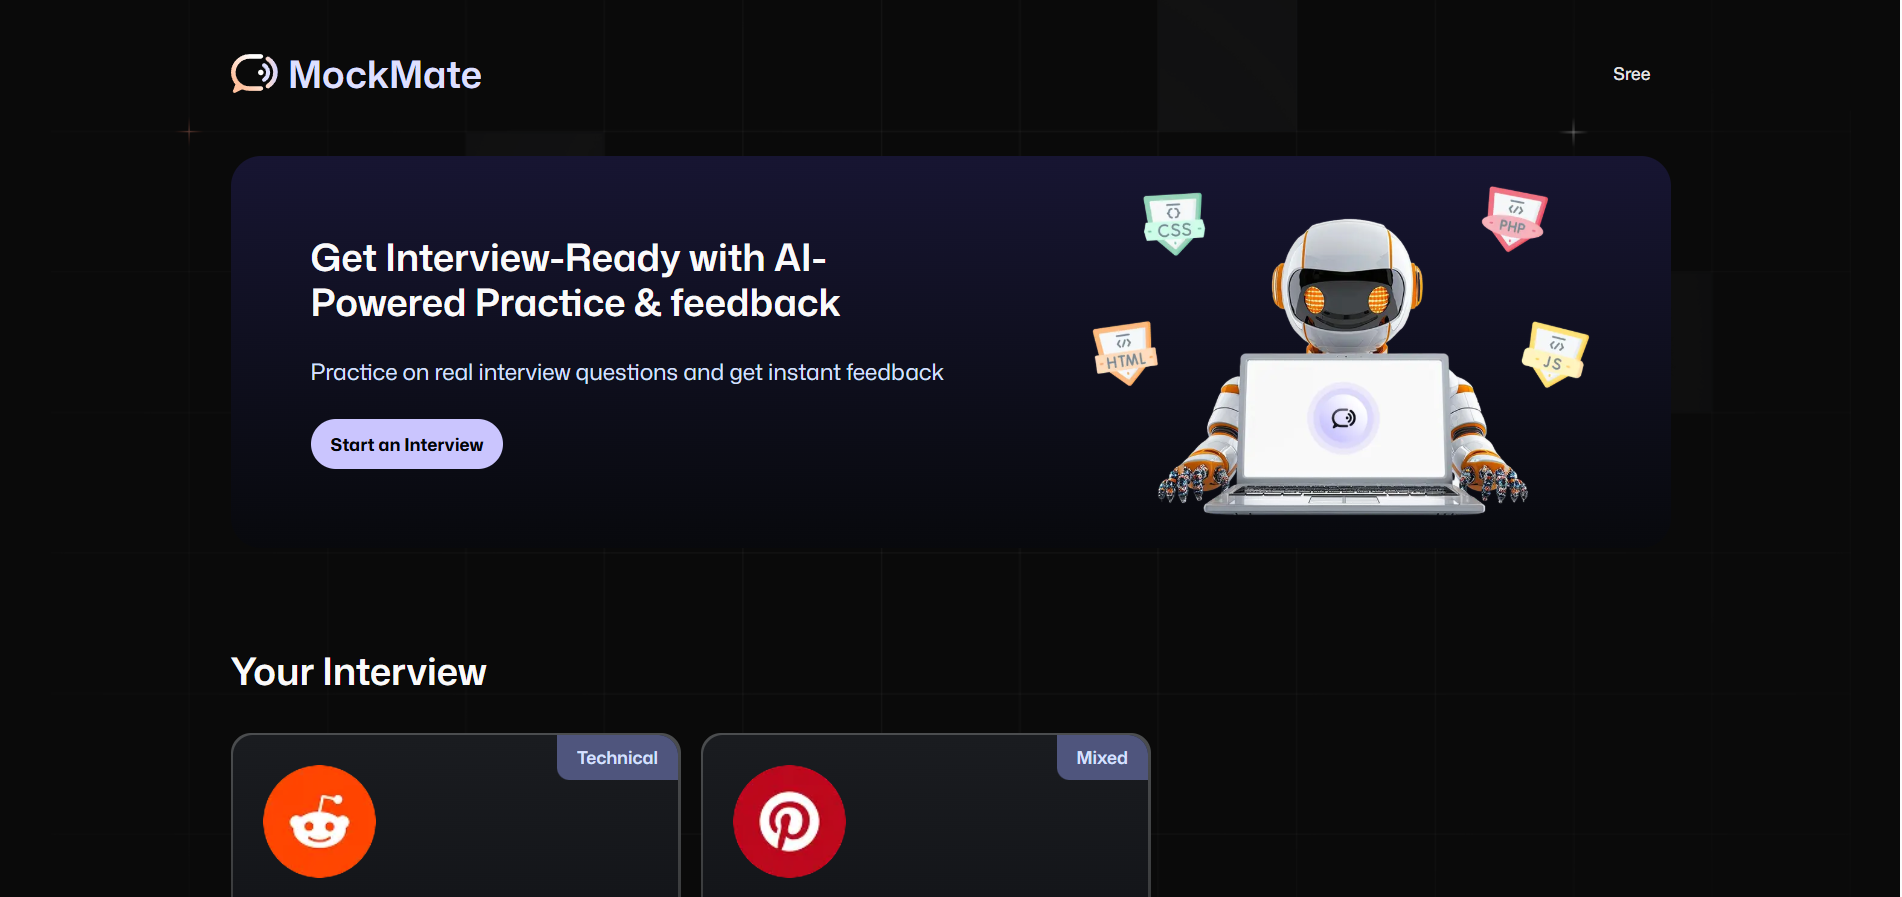 MockMate
Sree
Get Interview-Ready with AI-
Powered Practice & feedback
Practice on real interview questions and get instant feedback
Start an Interview
CSS
PHP
HTML
JS
Your Interview
Technical
Mixed